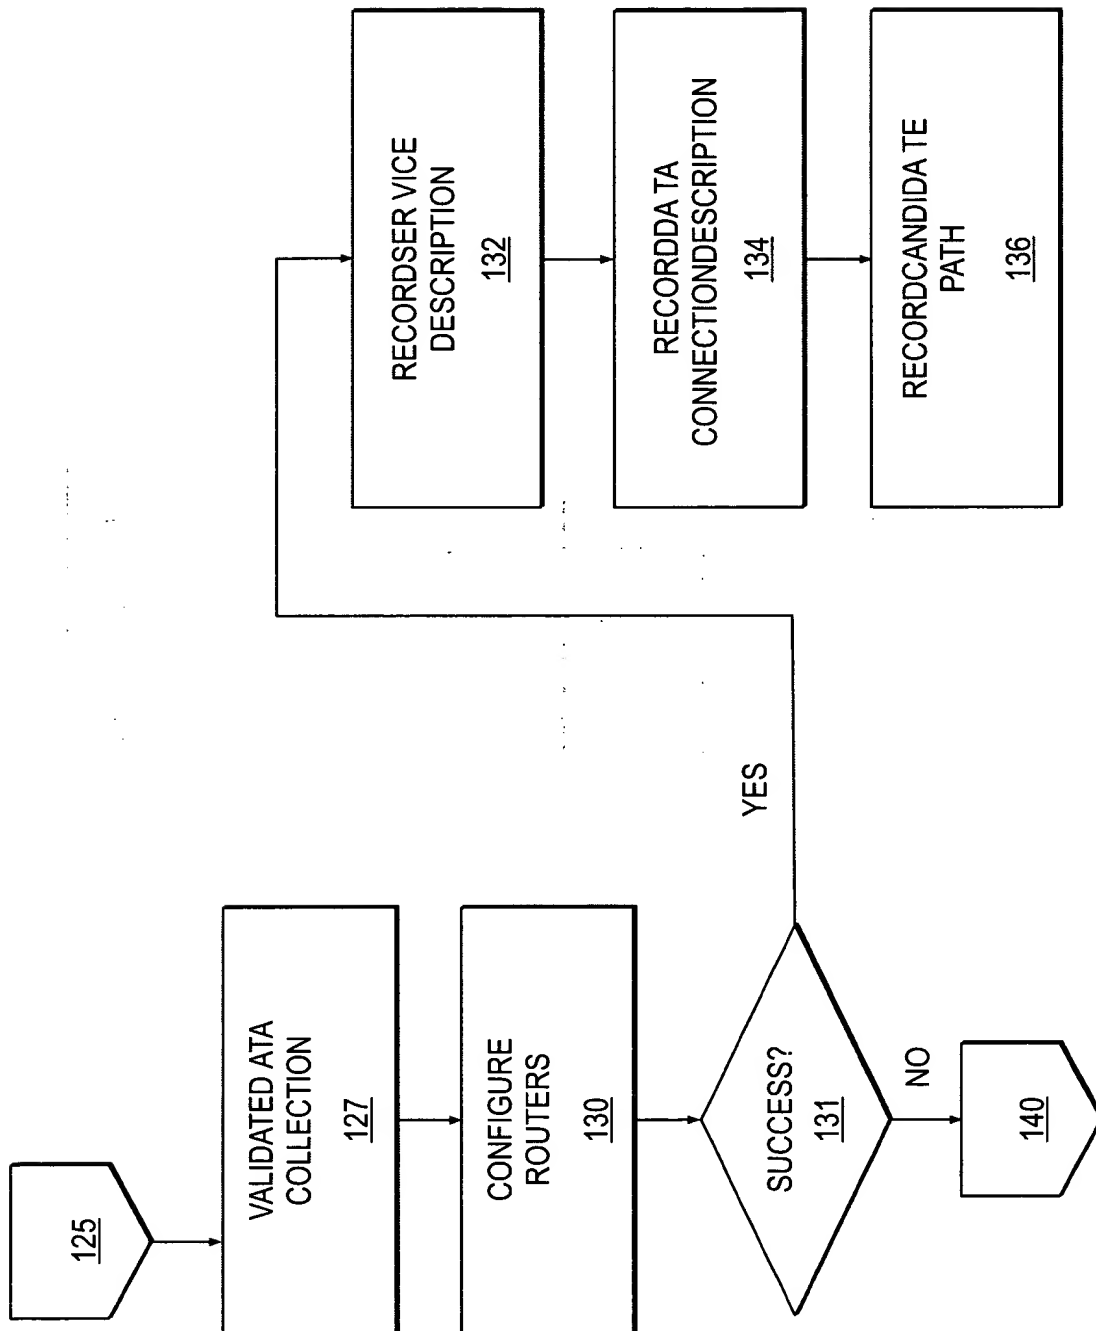 125
VALIDATED ATA
COLLECTION
127
CONFIGURE
ROUTERS
130
SUCCESS?
131
NO
140
YES
RECORDSER VICE
DESCRIPTION
132
RECORDDA TA
CONNECTIONDESCRIPTION
134
RECORDCANDIDA TE
PATH
136